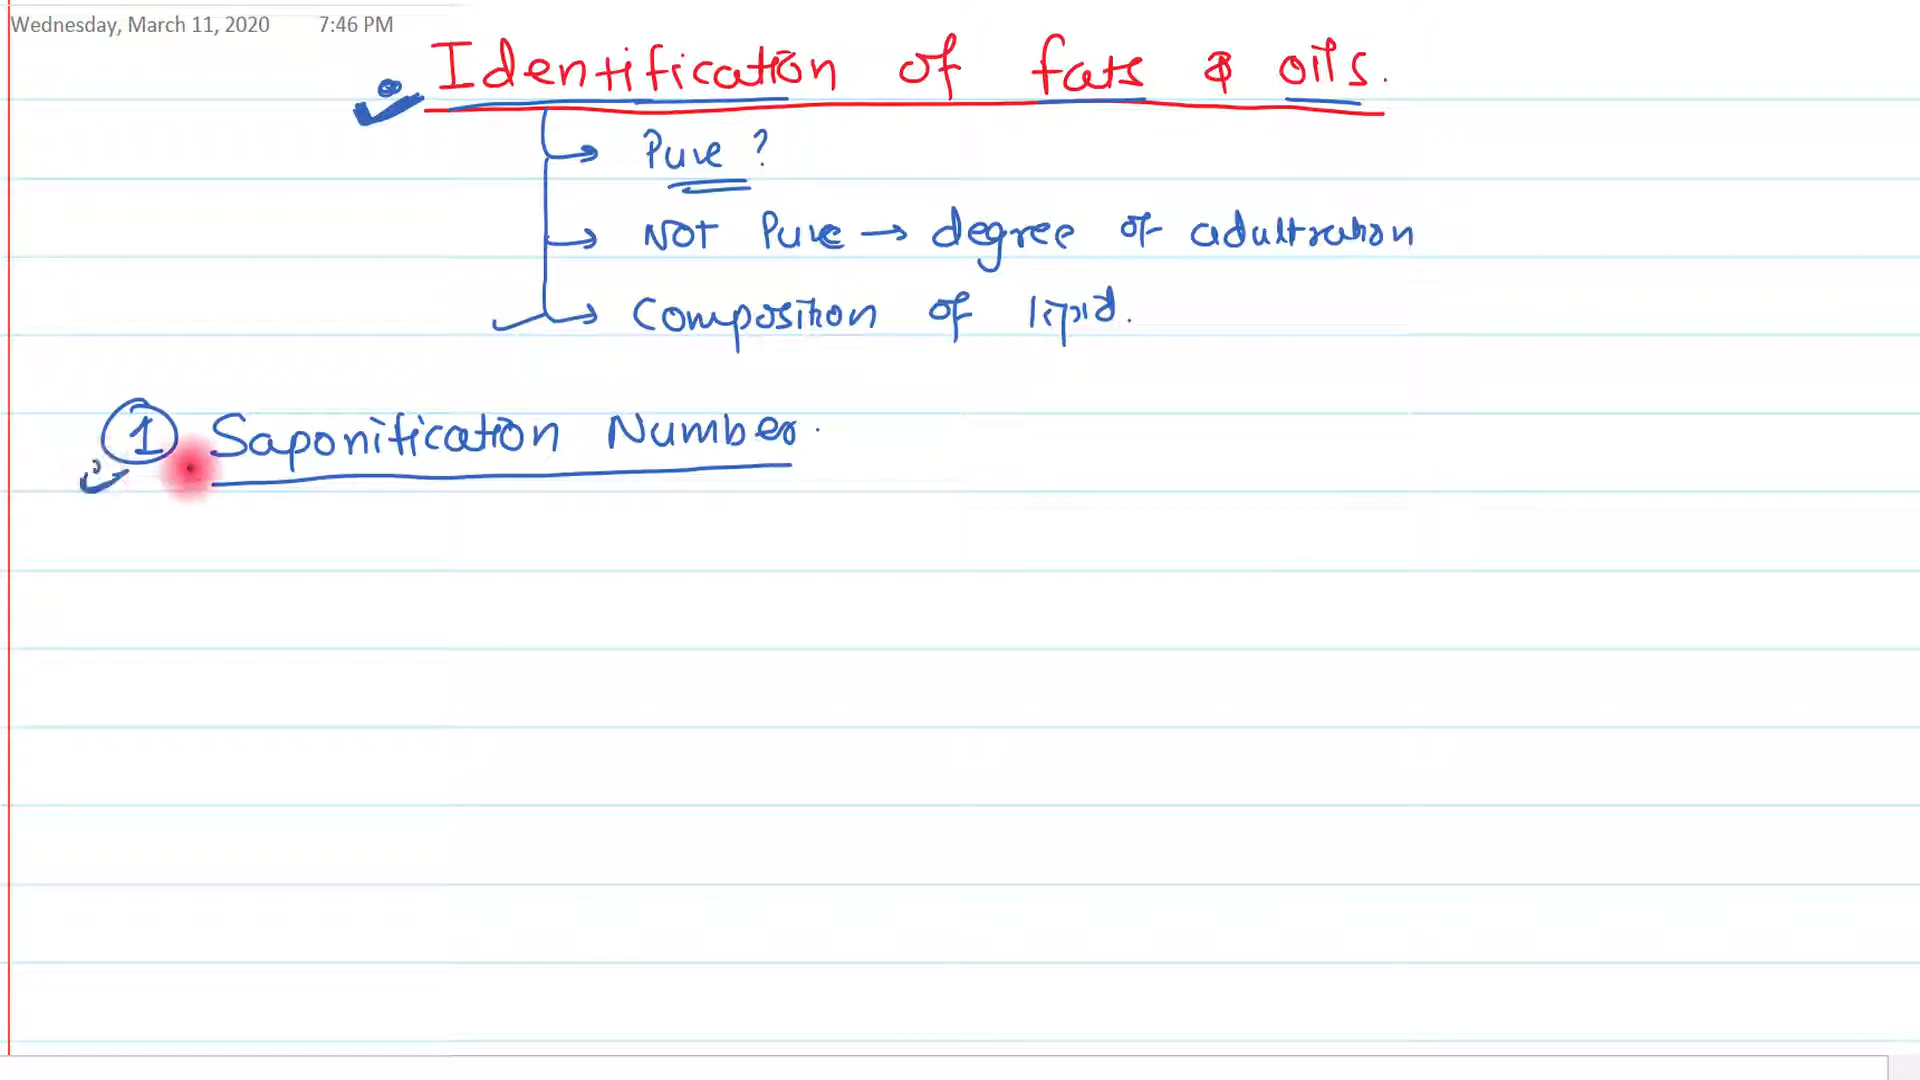 Wednesday, March 11, 2020 7:46 PM
Identification of fats & oils.
Pure ?
NOT Pure → degree of adultration
Composition of lipid.
1 Saponification Number.